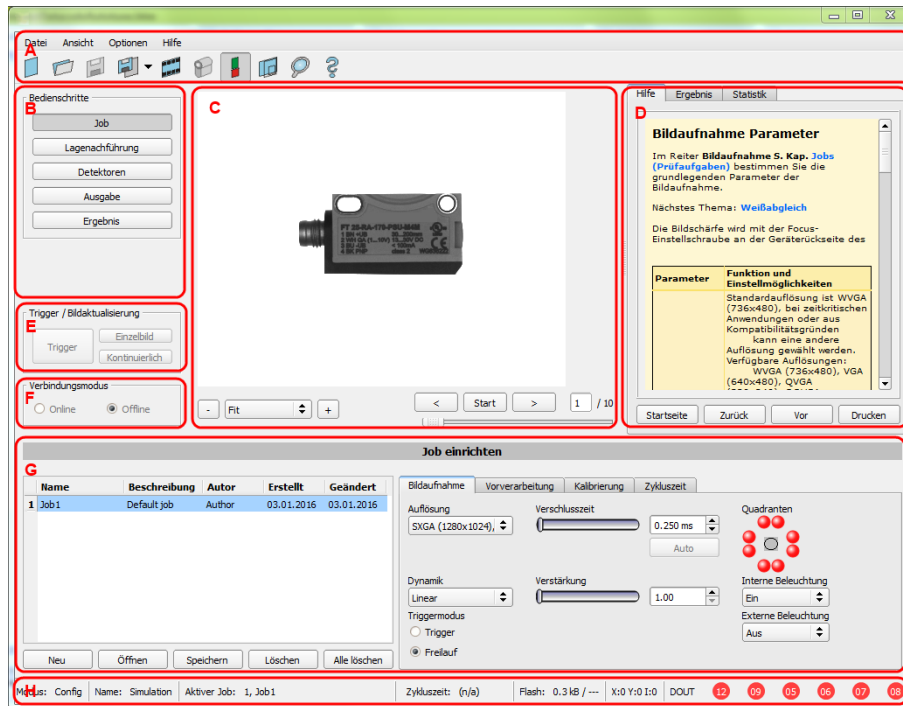 Datei Ansicht Optionen Hilfe
A
Bedienschritte
B
Job
Lagenachführung
Detektoren
Ausgabe
Ergebnis
Trigger / Bildaktualisierung
E
Trigger
Einzelbild
Kontinuierlich
Verbindungsmodus
F
Online Offline
C
FT 25-RA-170-PSU-M4M
class 2
- Fit +
< Start > 1 / 10
Hilfe Ergebnis Statistik
D
Bildaufnahme Parameter
Im Reiter Bildaufnahme S. Kap. Jobs
(Prüfaufgaben) bestimmen Sie die
grundlegenden Parameter der
Bildaufnahme.
Nächstes Thema: Weißabgleich
Die Bildschärfe wird mit der Focus-
Einstellschraube an der Geräterückseite des
Parameter
Funktion und
Einstellmöglichkeiten
Standardauflösung ist WVGA
(736x480), bei zeitkritischen
Anwendungen oder aus
Kompatibilitätsgründen
kann eine andere
Auflösung gewählt werden.
Verfügbare Auflösungen:
WVGA (736x480), VGA
(640x480), QVGA
Startseite Zurück Vor Drucken
Job einrichten
G
Name Beschreibung Autor Erstellt Geändert
1 Job1 Default job Author 03.01.2016 03.01.2016
Neu Öffnen Speichern Löschen Alle löschen
Bildaufnahme Vorverarbeitung Kalibrierung Zykluszeit
Auflösung Verschlusszeit Quadranten
SXGA (1280x1024), 0.250 ms
Auto
Dynamik Verstärkung Interne Beleuchtung
Linear 1.00 Ein
Triggermodus Externe Beleuchtung
Trigger Aus
Freilauf
H
Modus: Config Name: Simulation Aktiver Job: 1, Job1 Zykluszeit: (n/a) Flash: 0.3 kB / --- X:0 Y:0 I:0 DOUT 12 09 05 06 07 08